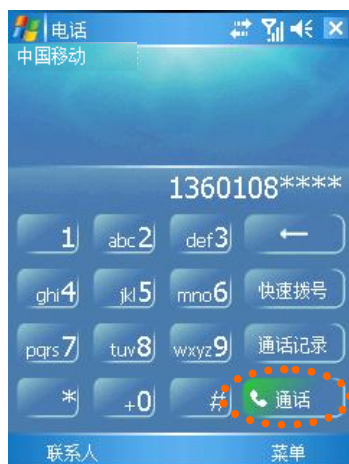 电话
中国移动
1360108****
1 abc2 def3 ←
ghi4 jkl5 mno6 快速拨号
pqrs7 tuv8 wxyz9 通话记录
* +0 # 通话
联系人 菜单